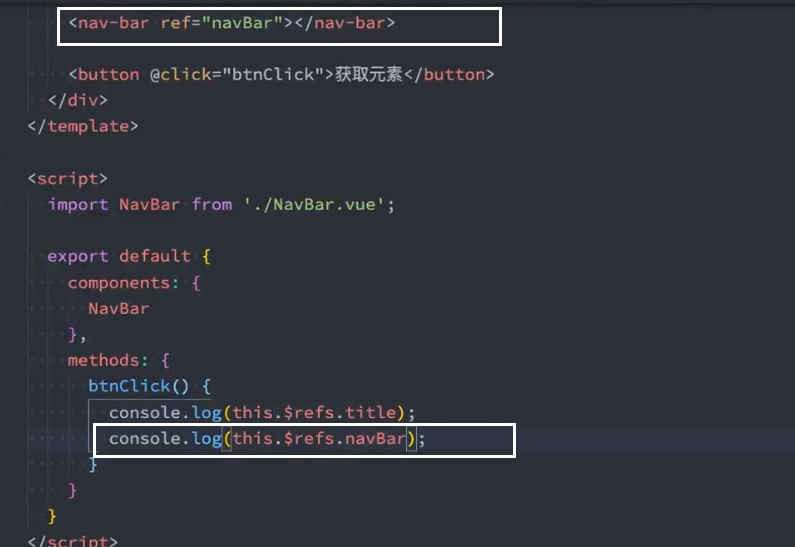 <nav-bar ref="navBar"></nav-bar>
<button @click="btnClick">获取元素</button>
</div>
</template>
<script>
import NavBar from './NavBar.vue';
export default {
components: {
NavBar
},
methods: {
btnClick() {
console.log(this.$refs.title);
console.log(this.$refs.navBar);
}
}
}
</script>